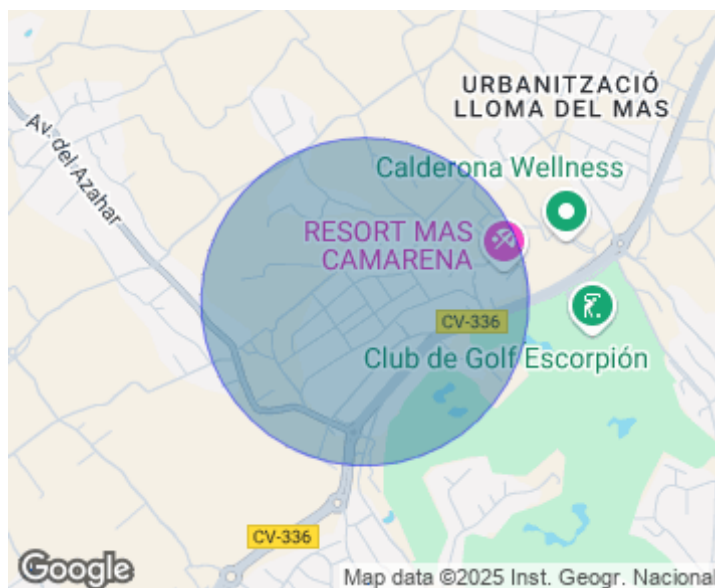 URBANITZACIÓ
LLOMA DEL MAS
Av. del Azahar
Calderona Wellness
RESORT MAS
CAMARENA
CV-336
Club de Golf Escorpión
CV-336
Google
Map data ©2025 Inst. Geogr. Nacional